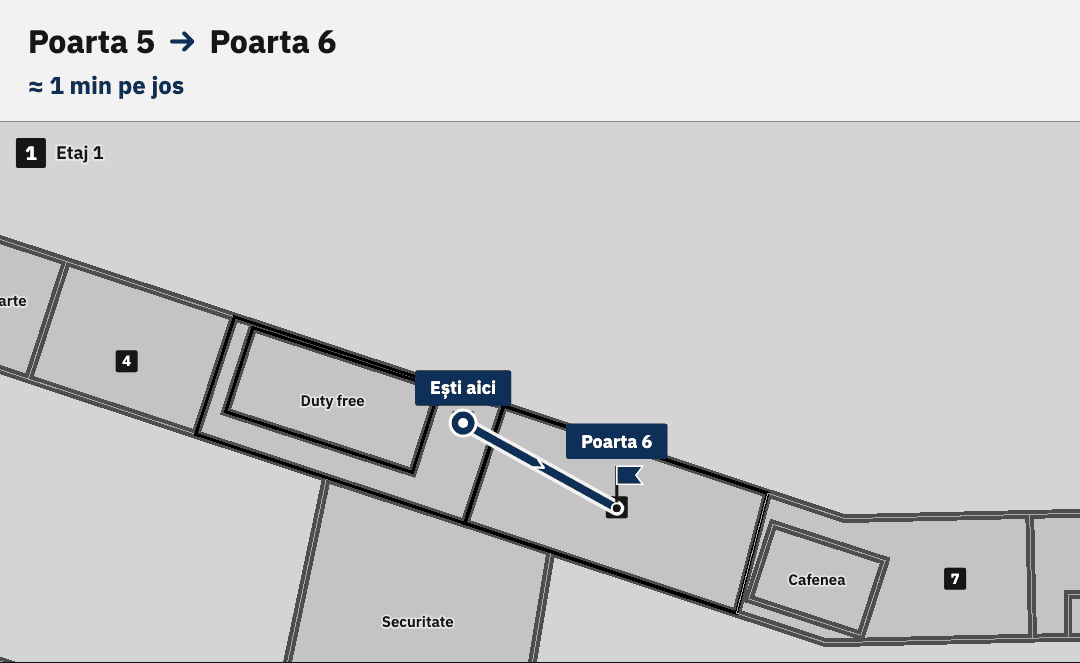 Poarta 5 → Poarta 6
≈ 1 min pe jos
1 Etaj 1
arte
4
Duty free
Ești aici
Poarta 6
Cafenea
7
Securitate